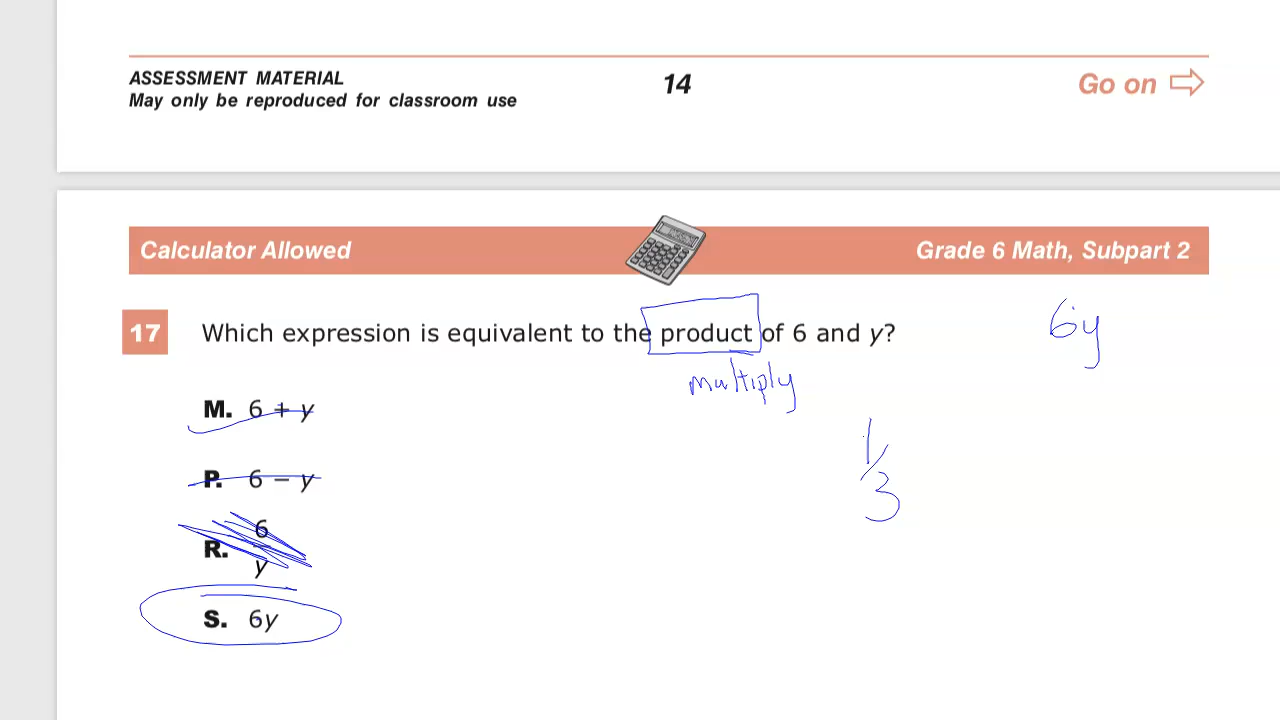 ASSESSMENT MATERIAL
May only be reproduced for classroom use
14
Go on
Calculator Allowed
Grade 6 Math, Subpart 2
17 Which expression is equivalent to the product of 6 and y?
6y
multiply
M. 6 + y
1/3
P. 6 − y
R. 6/y
S. 6y